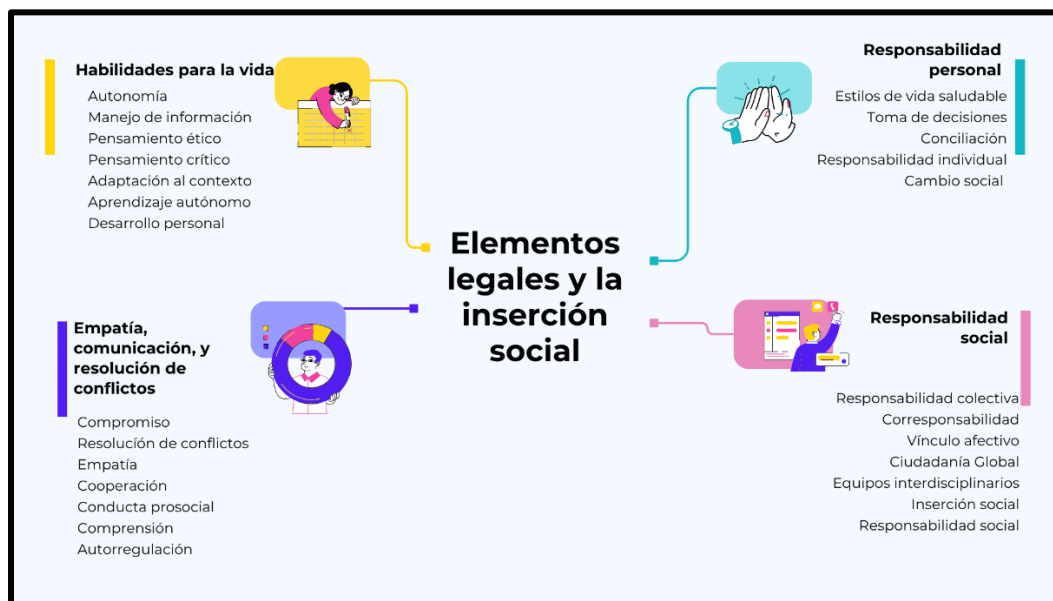 Habilidades para la vida
Autonomía
Manejo de información
Pensamiento ético
Pensamiento crítico
Adaptación al contexto
Aprendizaje autónomo
Desarrollo personal
Responsabilidad
personal
Estilos de vida saludable
Toma de decisiones
Conciliación
Responsabilidad individual
Cambio social
Elementos
legales y la
inserción
social
Empatía,
comunicación, y
resolución de
conflictos
Compromiso
Resolucíón de conflictos
Empatía
Cooperación
Conducta prosocial
Comprensión
Autorregulación
Responsabilidad
social
Responsabilidad colectiva
Corresponsabilidad
Vínculo afectivo
Ciudadanía Global
Equipos interdisciplinarios
Inserción social
Responsabilidad social